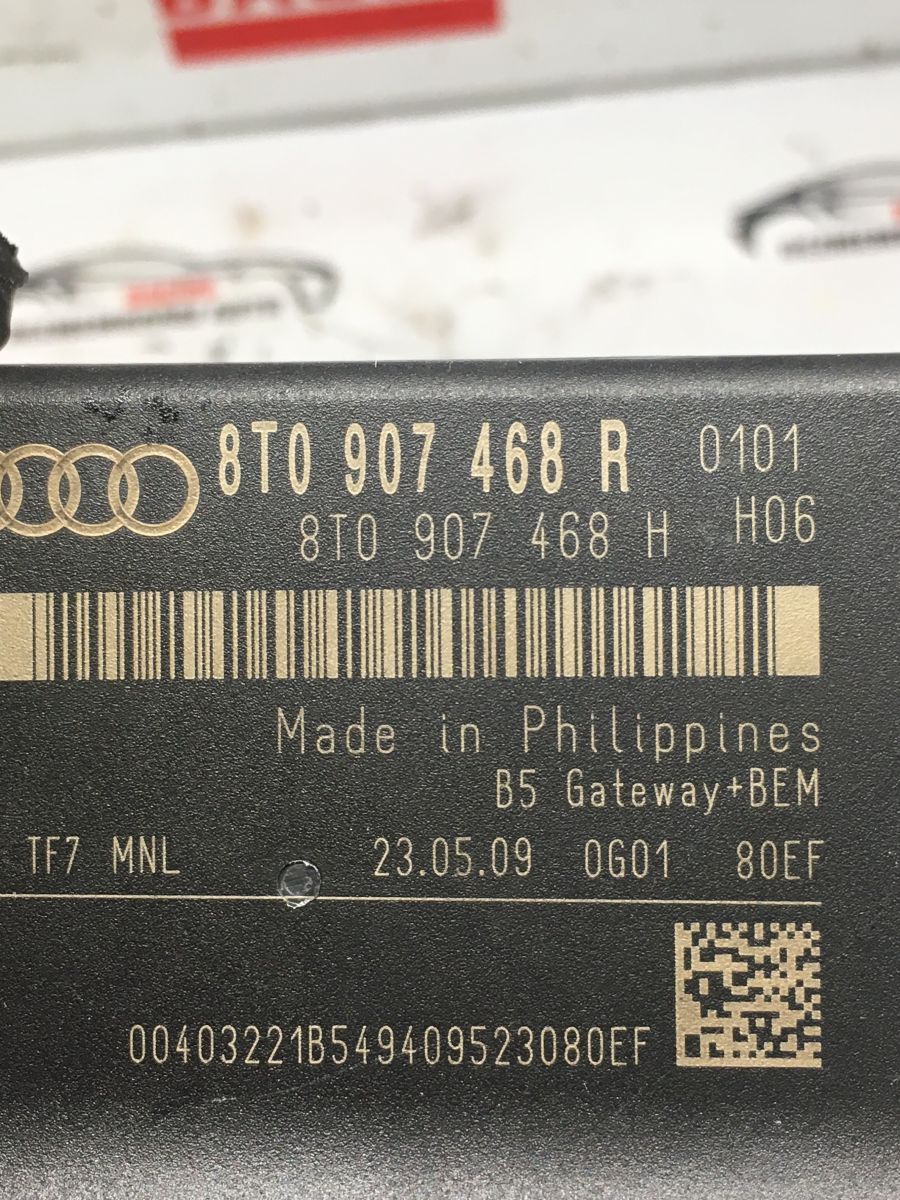 8T0 907 468 R 0101
8T0 907 468 H H06
Made in Philippines
B5 Gateway+BEM
TF7 MNL 23.05.09 0G01 80EF
00403221B549409523080EF